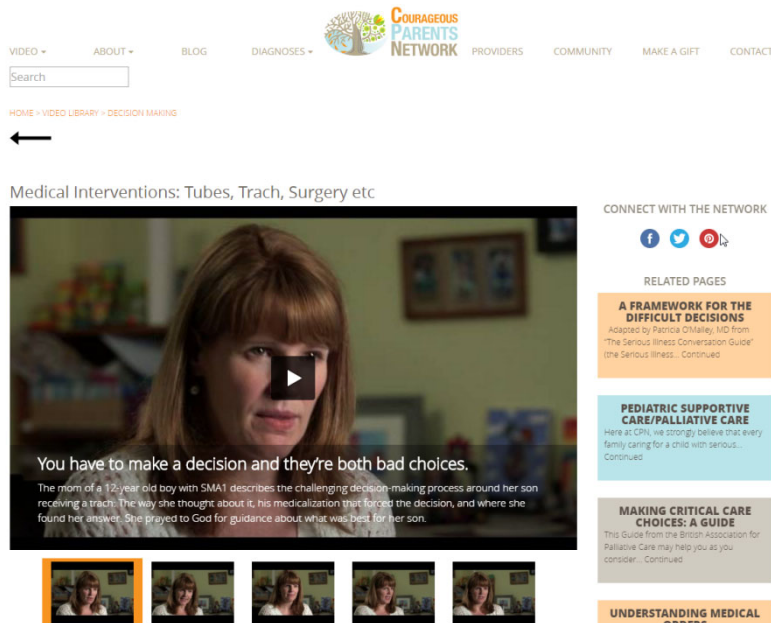 COURAGEOUS
PARENTS
NETWORK
VIDEO
ABOUT
BLOG
DIAGNOSES
PROVIDERS
COMMUNITY
MAKE A GIFT
CONTACT
Search
HOME > VIDEO LIBRARY > DECISION MAKING
Medical Interventions: Tubes, Trach, Surgery etc
You have to make a decision and they're both bad choices.
The mom of a 12-year old boy with SMA1 describes the challenging decision-making process around her son
receiving a trach. The way she thought about it, his medicalization that forced the decision, and where she
found her answer. She prayed to God for guidance about what was best for her son.
CONNECT WITH THE NETWORK
RELATED PAGES
A FRAMEWORK FOR THE
DIFFICULT DECISIONS
Adapted by Patricia O'Malley, MD from
"The Serious Illness Conversation Guide"
(the Serious Illness... Continued
PEDIATRIC SUPPORTIVE
CARE/PALLIATIVE CARE
Here at CPN, we strongly believe that every
family caring for a child with serious...
Continued
MAKING CRITICAL CARE
CHOICES: A GUIDE
This Guide from the British Association for
Palliative Care may help you as you
consider... Continued
UNDERSTANDING MEDICAL
ORDERS